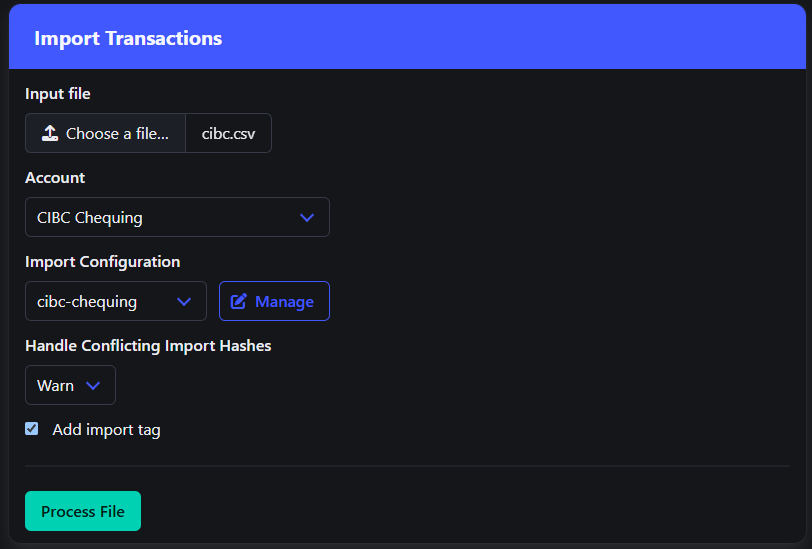 Import Transactions
Input file
Choose a file... cibc.csv
Account
CIBC Chequing
Import Configuration
cibc-chequing Manage
Handle Conflicting Import Hashes
Warn
Add import tag
Process File